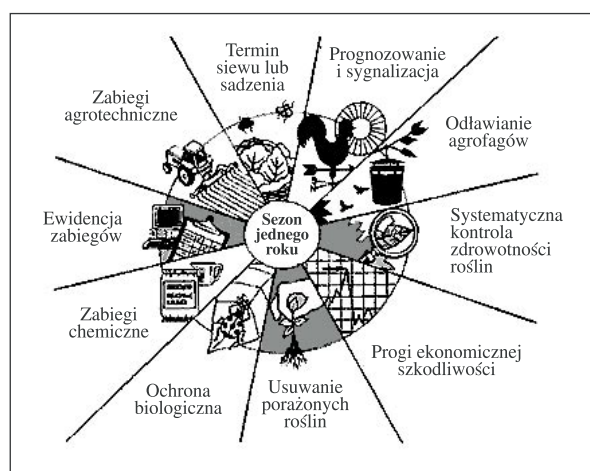 Termin
siewu lub
sadzenia
Prognozowanie
i sygnalizacja
Odławianie
agrofagów
Systematyczna
kontrola
zdrowotności
roślin
Progi ekonomicznej
szkodliwości
Usuwanie
porażonych
roślin
Ochrona
biologiczna
Zabiegi
chemiczne
Ewidencja
zabiegów
Zabiegi
agrotechniczne
Sezon
jednego
roku